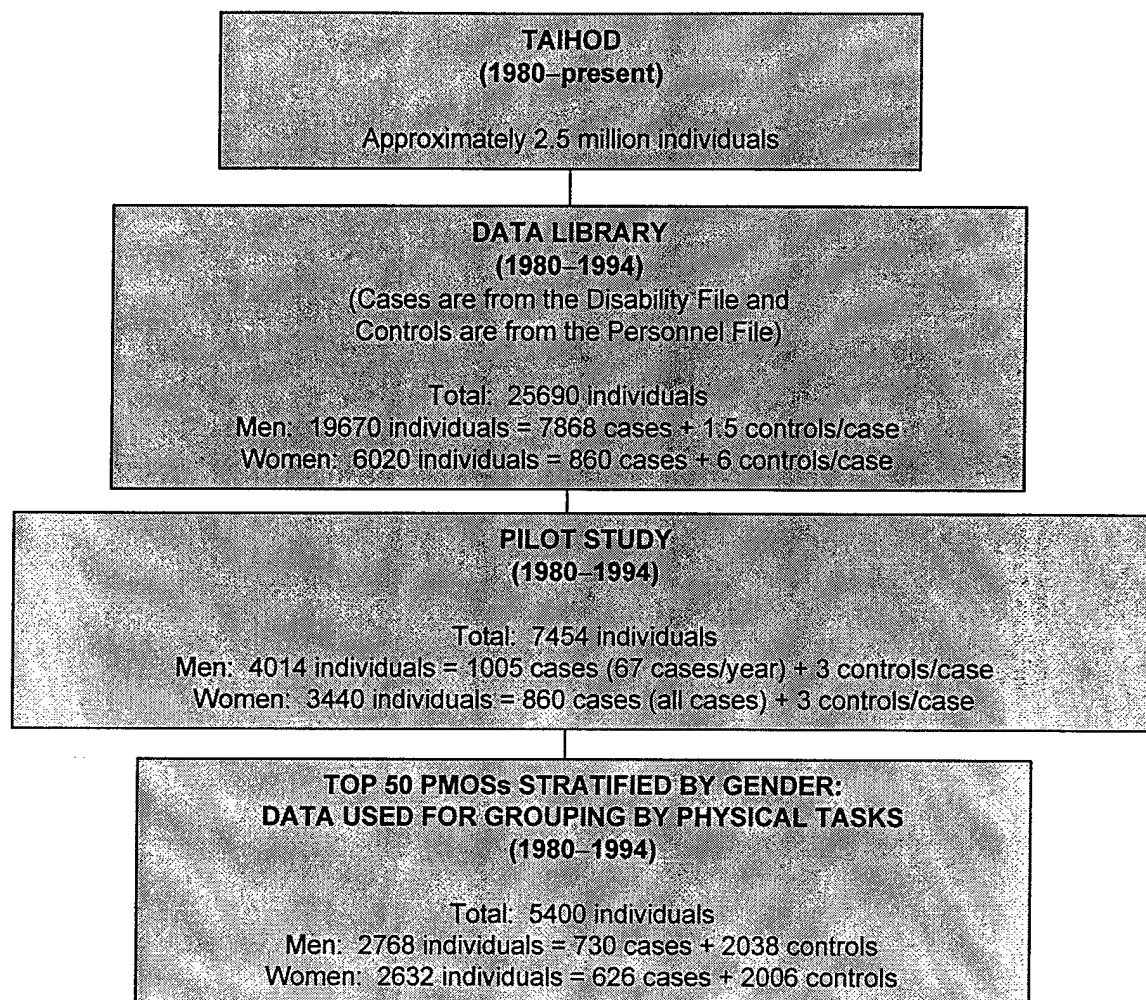 TAIHOD
(1980–present)
Approximately 2.5 million individuals
DATA LIBRARY
(1980–1994)
(Cases are from the Disability File and
Controls are from the Personnel File)
Total: 25690 individuals
Men: 19670 individuals = 7868 cases + 1.5 controls/case
Women: 6020 individuals = 860 cases + 6 controls/case
PILOT STUDY
(1980–1994)
Total: 7454 individuals
Men: 4014 individuals = 1005 cases (67 cases/year) + 3 controls/case
Women: 3440 individuals = 860 cases (all cases) + 3 controls/case
TOP 50 PMOSs STRATIFIED BY GENDER:
DATA USED FOR GROUPING BY PHYSICAL TASKS
(1980–1994)
Total: 5400 individuals
Men: 2768 individuals = 730 cases + 2038 controls
Women: 2632 individuals = 626 cases + 2006 controls